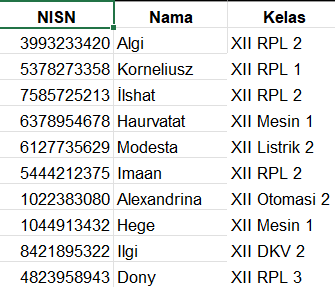 NISN Nama Kelas
3993233420 Algi XII RPL 2
5378273358 Korneliusz XII RPL 1
7585725213 İlshat XII RPL 2
6378954678 Haurvatat XII Mesin 1
6127735629 Modesta XII Listrik 2
5444212375 Imaan XII RPL 2
1022383080 Alexandrina XII Otomasi 2
1044913432 Hege XII Mesin 1
8421895322 Ilgi XII DKV 2
4823958943 Dony XII RPL 3